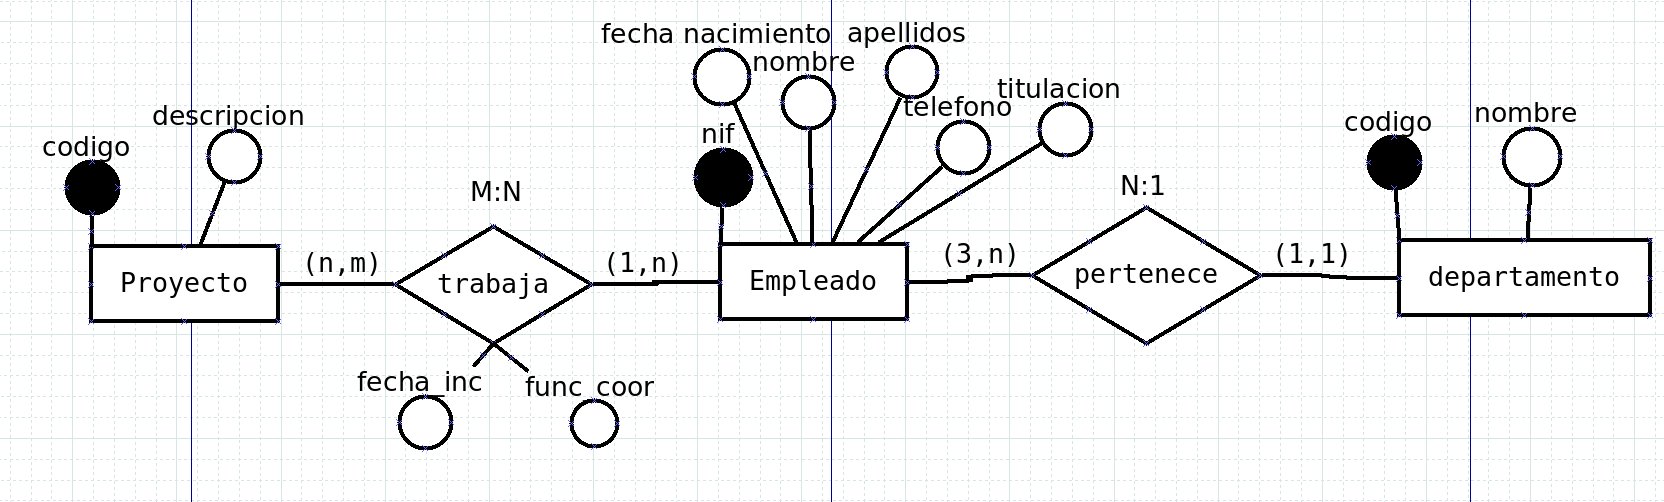 fecha nacimiento
apellidos
nombre
titulacion
telefono
descripcion
nif
codigo
codigo
nombre
M:N
N:1
Proyecto
(n,m)
trabaja
(1,n)
Empleado
(3,n)
pertenece
(1,1)
departamento
fecha_inc
func_coor